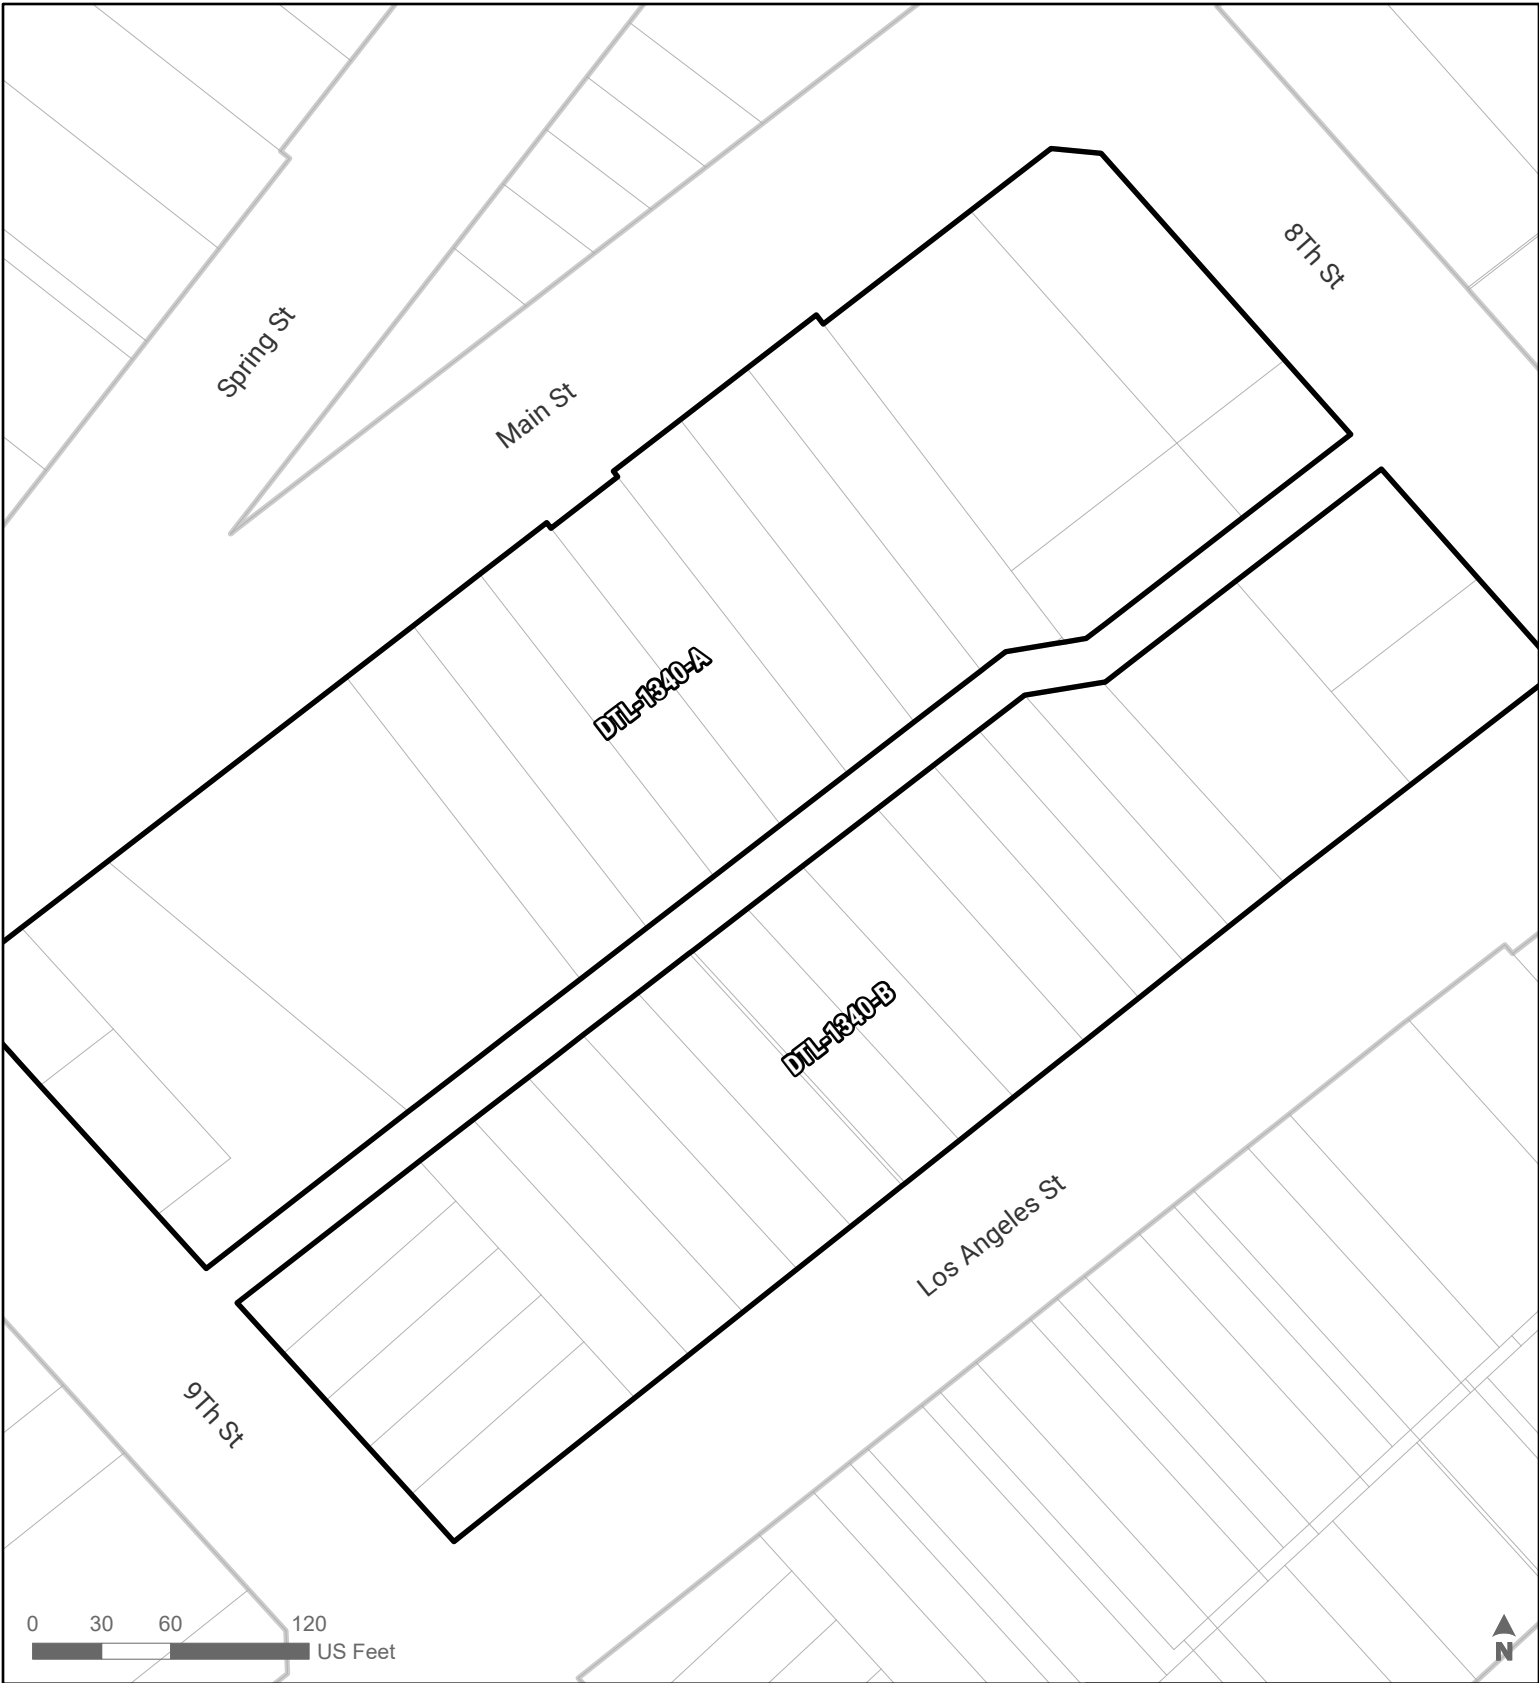 8Th St
Spring St
Main St
DTL-1340-A
DTL-1340-B
Los Angeles St
9Th St
0 30 60 120
US Feet
N